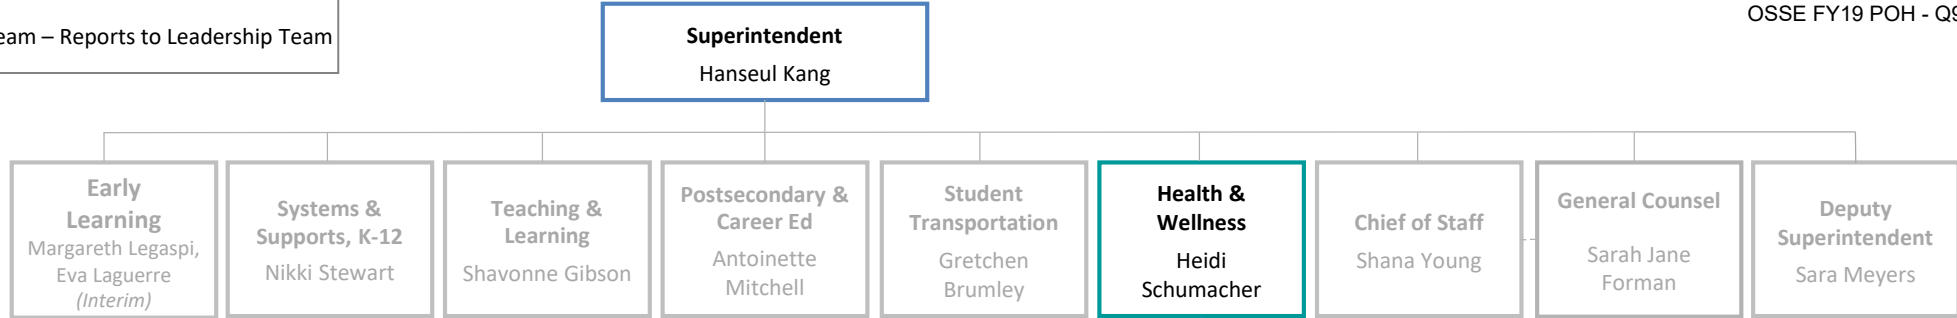 – Reports to Leadership Team
OSSE FY19 POH - Q9
Superintendent
Hanseul Kang
Early
Learning
Margareth Legaspi,
Eva Laguerre
(Interim)
Systems &
Supports, K-12
Nikki Stewart
Teaching &
Learning
Shavonne Gibson
Postsecondary &
Career Ed
Antoinette
Mitchell
Student
Transportation
Gretchen
Brumley
Health &
Wellness
Heidi
Schumacher
Chief of Staff
Shana Young
General Counsel
Sarah Jane
Forman
Deputy
Superintendent
Sara Meyers